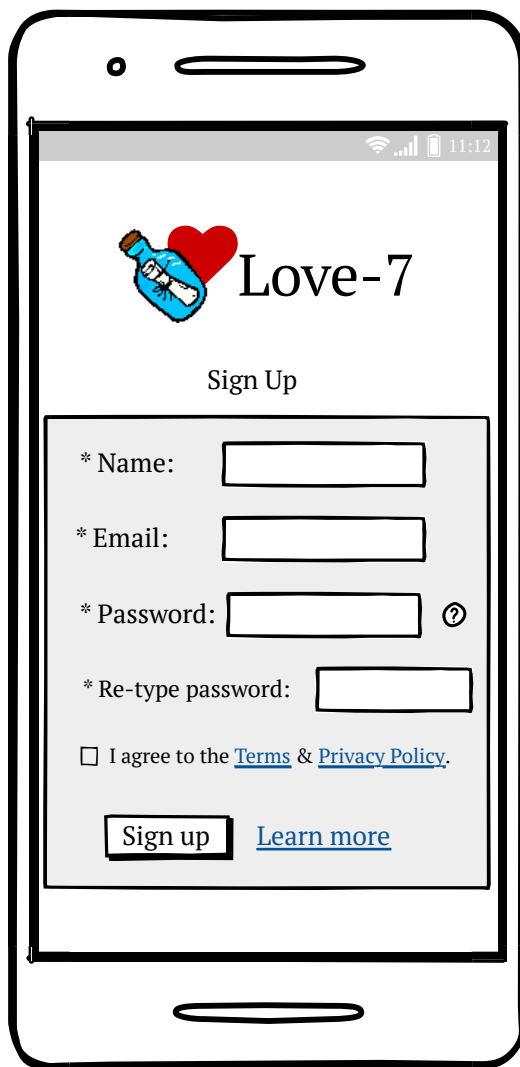 11:12
Love-7
Sign Up
* Name:
* Email:
* Password: ?
* Re-type password:
I agree to the Terms & Privacy Policy.
Sign up Learn more